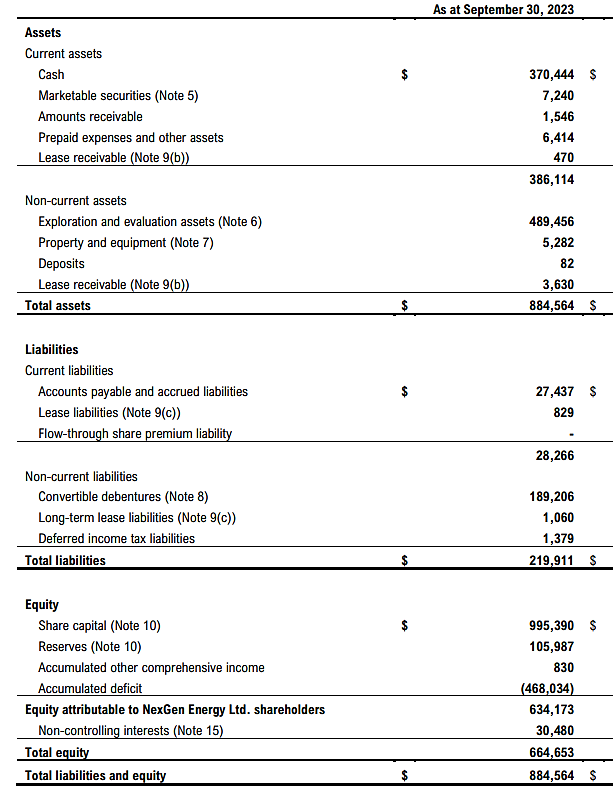 As at September 30, 2023
Assets
Current assets
Cash $ 370,444 $
Marketable securities (Note 5) 7,240
Amounts receivable 1,546
Prepaid expenses and other assets 6,414
Lease receivable (Note 9(b)) 470
386,114
Non-current assets
Exploration and evaluation assets (Note 6) 489,456
Property and equipment (Note 7) 5,282
Deposits 82
Lease receivable (Note 9(b)) 3,630
Total assets $ 884,564 $
Liabilities
Current liabilities
Accounts payable and accrued liabilities $ 27,437 $
Lease liabilities (Note 9(c)) 829
Flow-through share premium liability -
28,266
Non-current liabilities
Convertible debentures (Note 8) 189,206
Long-term lease liabilities (Note 9(c)) 1,060
Deferred income tax liabilities 1,379
Total liabilities $ 219,911 $
Equity
Share capital (Note 10) $ 995,390 $
Reserves (Note 10) 105,987
Accumulated other comprehensive income 830
Accumulated deficit (468,034)
Equity attributable to NexGen Energy Ltd. shareholders 634,173
Non-controlling interests (Note 15) 30,480
Total equity 664,653
Total liabilities and equity $ 884,564 $